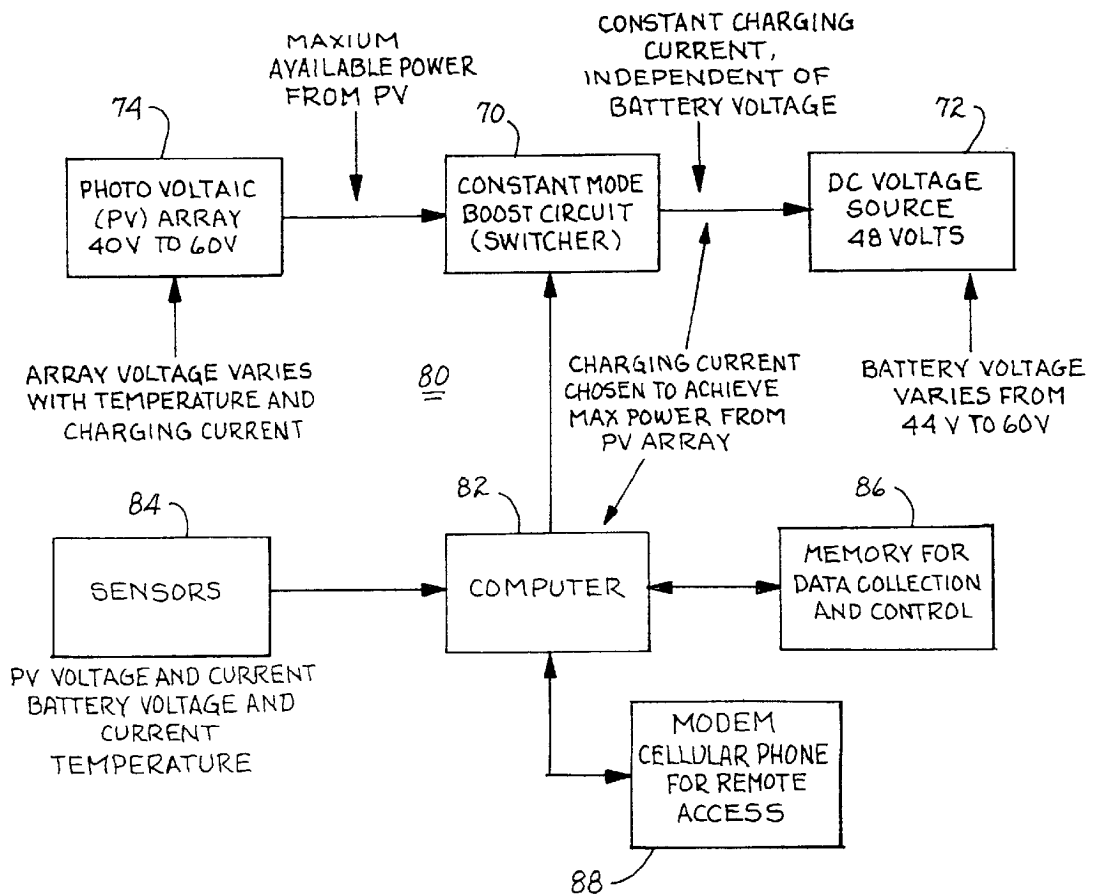 MAXIUM
AVAILABLE POWER
FROM PV
CONSTANT CHARGING
CURRENT,
INDEPENDENT OF
BATTERY VOLTAGE
74
PHOTO VOLTAIC
(PV) ARRAY
40V TO 60V
70
CONSTANT MODE
BOOST CIRCUIT
(SWITCHER)
72
DC VOLTAGE
SOURCE
48 VOLTS
ARRAY VOLTAGE VARIES
WITH TEMPERATURE AND
CHARGING CURRENT
80
CHARGING CURRENT
CHOSEN TO ACHIEVE
MAX POWER FROM
PV ARRAY
BATTERY VOLTAGE
VARIES FROM
44V TO 60V
84
SENSORS
PV VOLTAGE AND CURRENT
BATTERY VOLTAGE AND
CURRENT
TEMPERATURE
82
COMPUTER
86
MEMORY FOR
DATA COLLECTION
AND CONTROL
MODEM
CELLULAR PHONE
FOR REMOTE
ACCESS
88